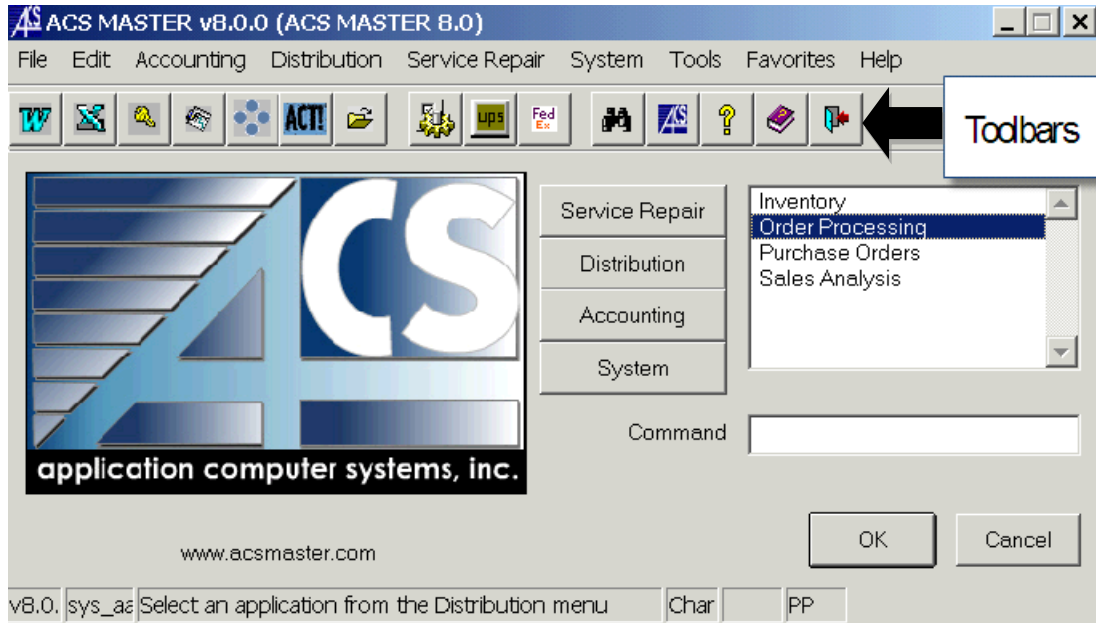 ACS MASTER v8.0.0 (ACS MASTER 8.0)
File Edit Accounting Distribution Service Repair System Tools Favorites Help
W X ACT! ups Fed Ex ACS ?
Toolbars
ACS
application computer systems, inc.
www.acsmaster.com
Service Repair
Distribution
Accounting
System
Inventory
Order Processing
Purchase Orders
Sales Analysis
Command
OK Cancel
v8.0. sys_aa Select an application from the Distribution menu Char PP